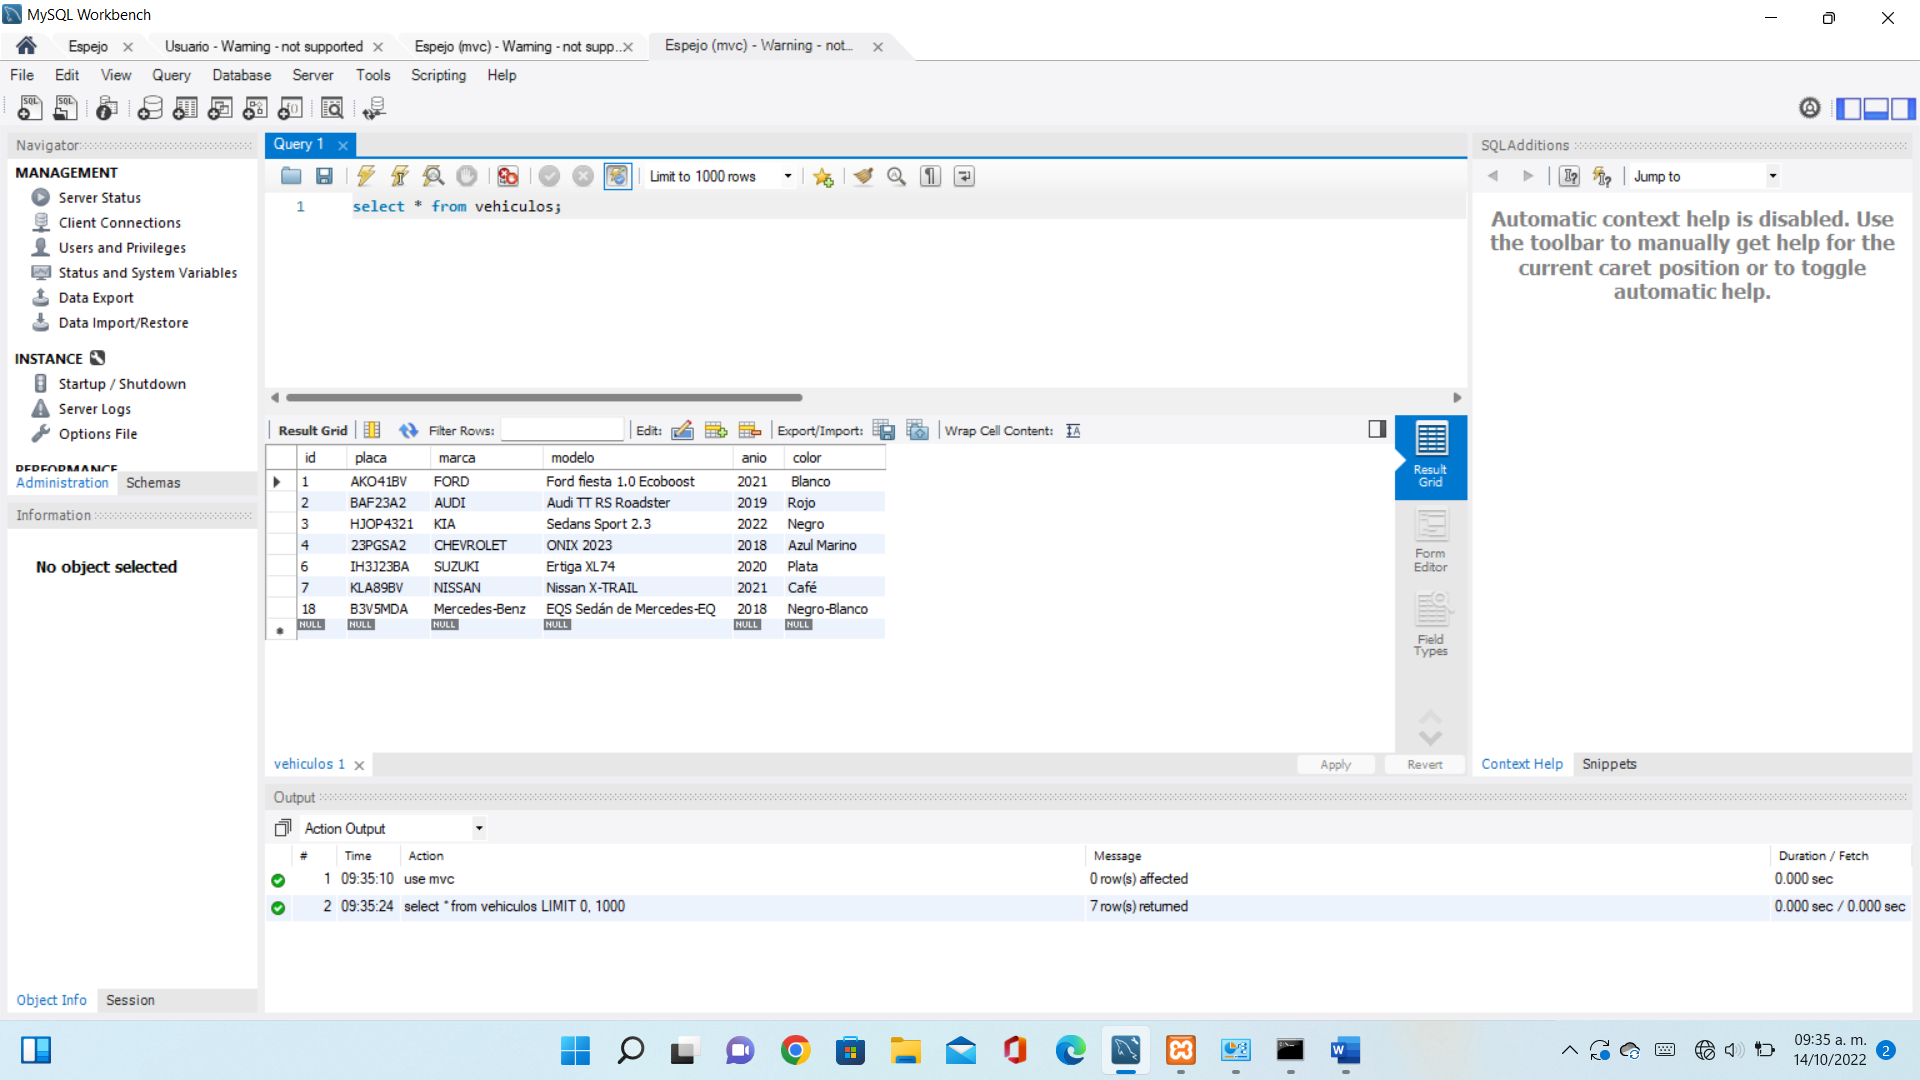 MySQL Workbench
Espejo
Usuario - Warning - not supported
Espejo (mvc) - Warning - not supp...
Espejo (mvc) - Warning - not...
File Edit View Query Database Server Tools Scripting Help
Navigator
MANAGEMENT
Server Status
Client Connections
Users and Privileges
Status and System Variables
Data Export
Data Import/Restore
INSTANCE
Startup / Shutdown
Server Logs
Options File
PERFORMANCE
Administration Schemas
Information
No object selected
Object Info Session
Query 1
Limit to 1000 rows
1 select * from vehiculos;
Result Grid Filter Rows: Edit: Export/Import: Wrap Cell Content:
id placa marca modelo anio color
1 AKO41BV FORD Ford fiesta 1.0 Ecoboost 2021 Blanco
2 BAF23A2 AUDI Audi TT RS Roadster 2019 Rojo
3 HJOP4321 KIA Sedans Sport 2.3 2022 Negro
4 23PGSA2 CHEVROLET ONIX 2023 2018 Azul Marino
6 IH3J23BA SUZUKI Ertiga XL74 2020 Plata
7 KLA89BV NISSAN Nissan X-TRAIL 2021 Café
18 B3V5MDA Mercedes-Benz EQS Sedán de Mercedes-EQ 2018 Negro-Blanco
NULL NULL NULL NULL NULL NULL
Result
Grid
Form
Editor
Field
Types
vehiculos 1
Apply Revert
SQLAdditions
Jump to
Automatic context help is disabled. Use
the toolbar to manually get help for the
current caret position or to toggle
automatic help.
Context Help Snippets
Output
Action Output
# Time Action Message Duration / Fetch
1 09:35:10 use mvc 0 row(s) affected 0.000 sec
2 09:35:24 select * from vehiculos LIMIT 0, 1000 7 row(s) returned 0.000 sec / 0.000 sec
09:35 a. m.
14/10/2022
2